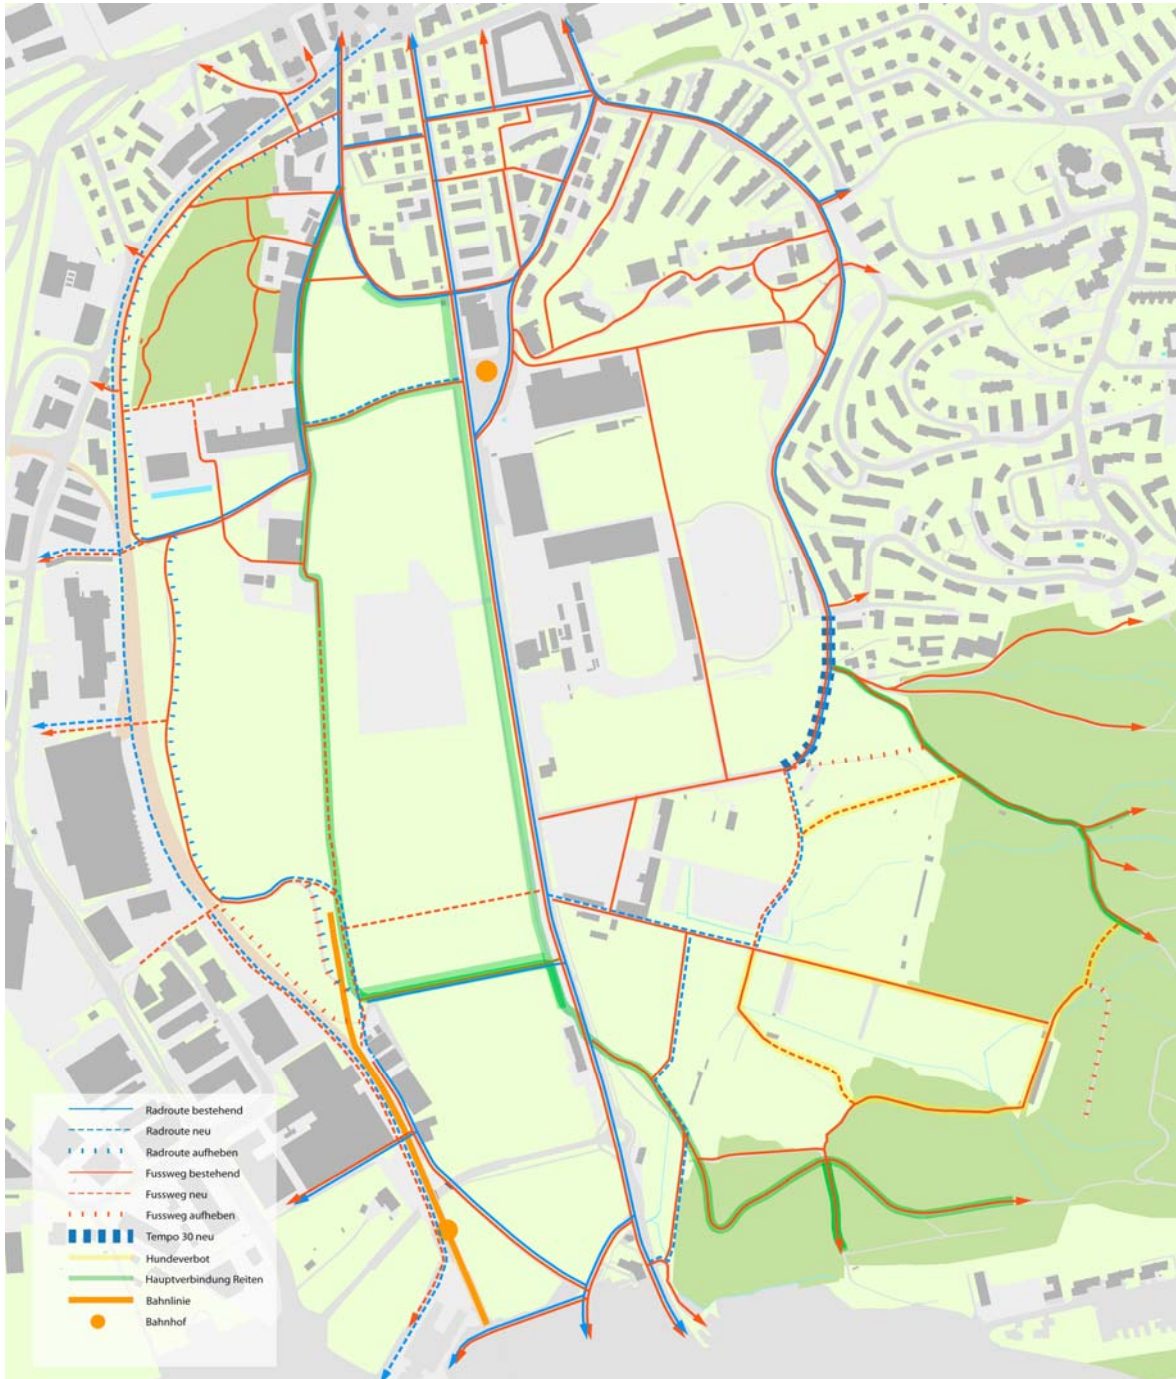 Radroute bestehend
Radroute neu
Radroute aufheben
Fussweg bestehend
Fussweg neu
Fussweg aufheben
Tempo 30 neu
Hundeverbot
Hauptverbindung Reiten
Bahnlinie
Bahnhof